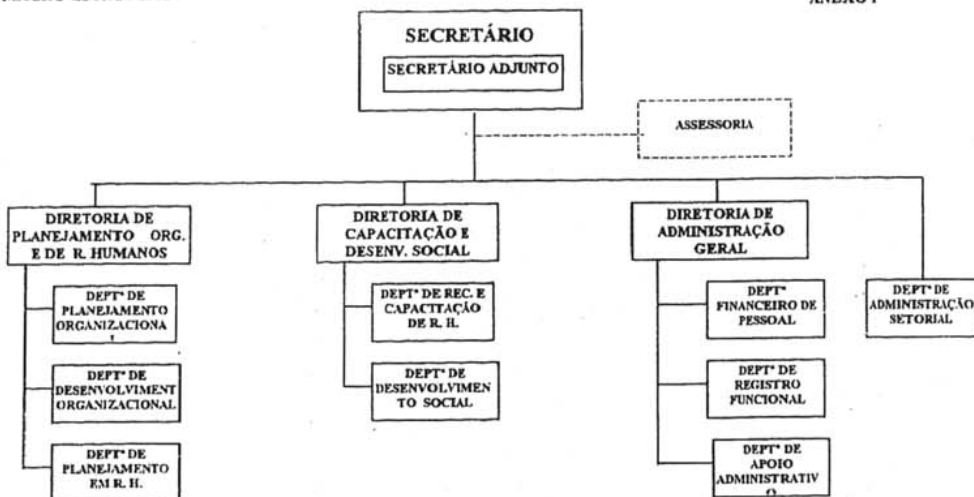 ANEXO I
SECRETÁRIO
SECRETÁRIO ADJUNTO
ASSESSORIA
DIRETORIA DE
PLANEJAMENTO ORG.
E DE R. HUMANOS
DIRETORIA DE
CAPACITAÇÃO E
DESENV. SOCIAL
DIRETORIA DE
ADMINISTRAÇÃO
GERAL
DEPTº DE
PLANEJAMENTO
ORGANIZACIONA
DEPTº DE REC. E
CAPACITAÇÃO
DE R. H.
DEPTº
FINANCEIRO DE
PESSOAL
DEPTº DE
ADMINISTRAÇÃO
SETORIAL
DEPTº DE
DESENVOLVIMENT
ORGANIZACIONAL
DEPTº DE
DESENVOLVIMEN
TO SOCIAL
DEPTº DE
REGISTRO
FUNCIONAL
DEPTº DE
PLANEJAMENTO
EM R. H.
DEPTº DE
APOIO
ADMINISTRATIV
O